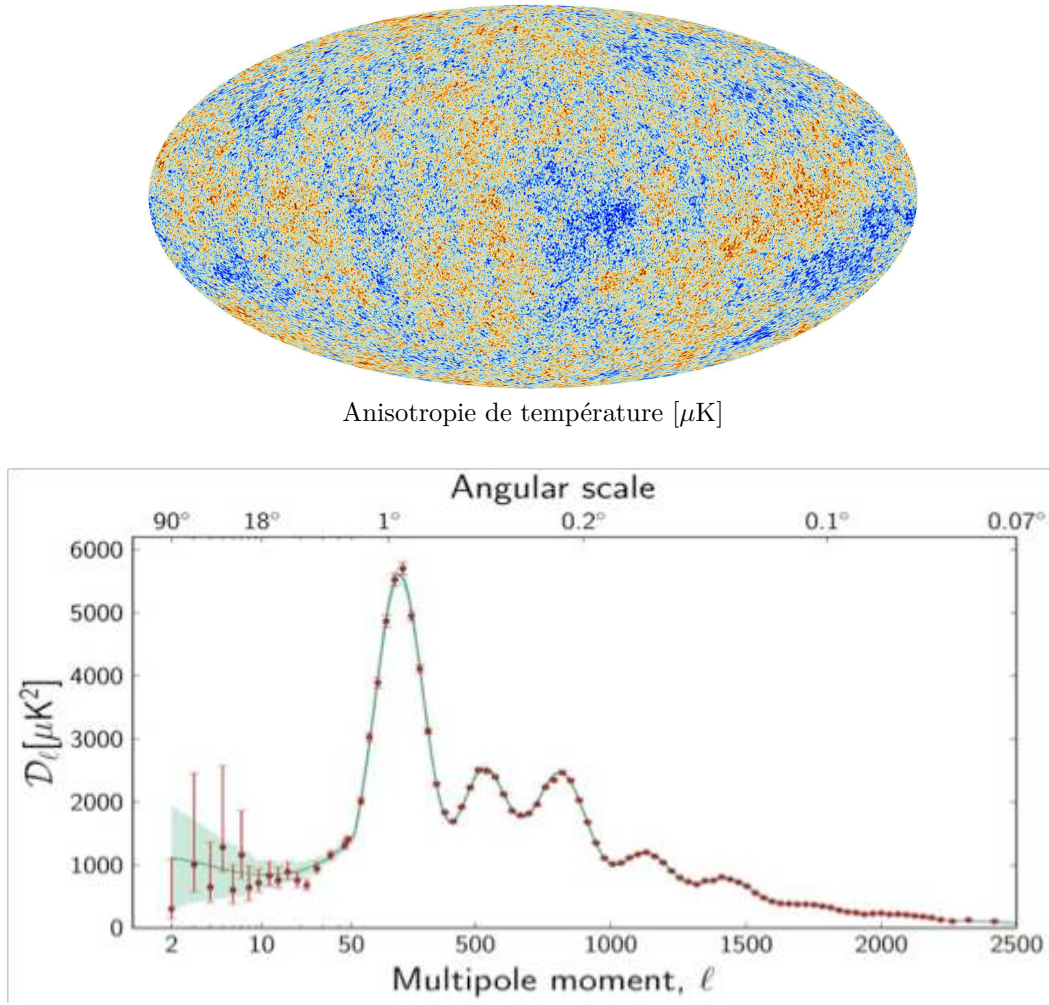 Anisotropie de température [μK]
Angular scale
90° 18° 1° 0.2° 0.1° 0.07°
6000
5000
4000
3000
2000
1000
0
𝒟ℓ[μK²]
2 10 50 500 1000 1500 2000 2500
Multipole moment, ℓ